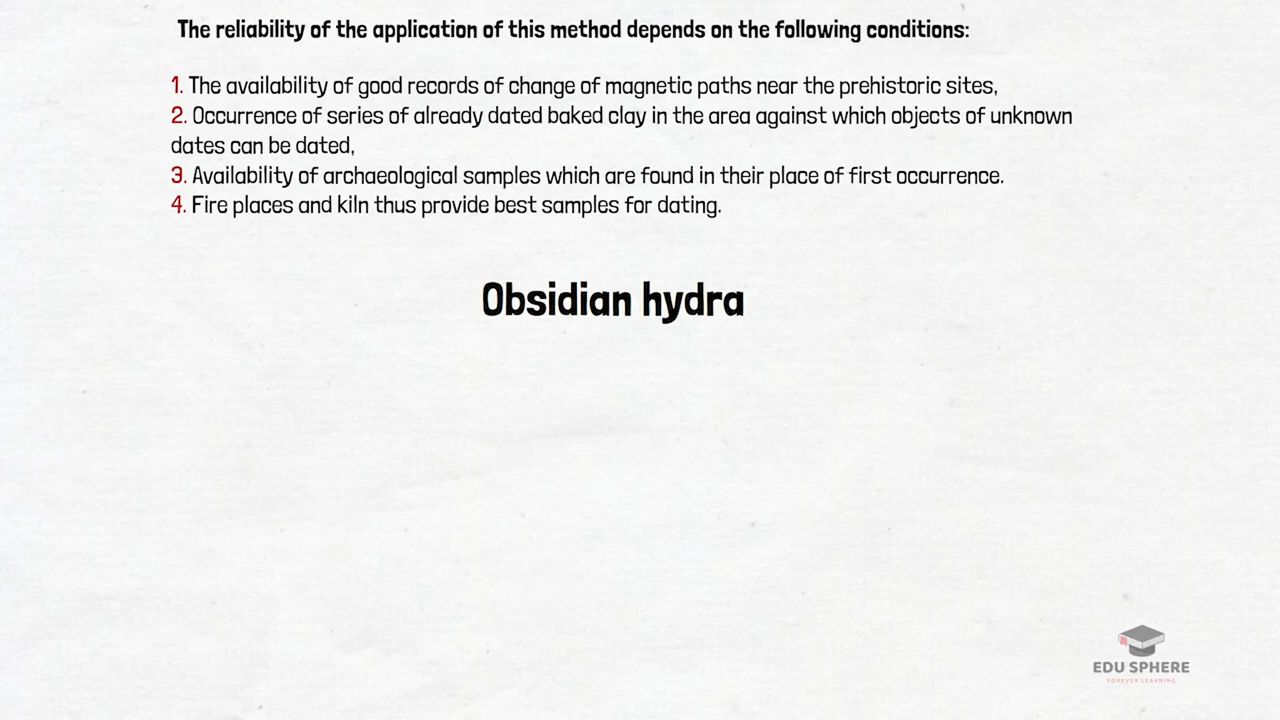 The reliability of the application of this method depends on the following conditions:
1. The availability of good records of change of magnetic paths near the prehistoric sites,
2. Occurrence of series of already dated baked clay in the area against which objects of unknown
dates can be dated,
3. Availability of archaeological samples which are found in their place of first occurrence.
4. Fire places and kiln thus provide best samples for dating.
Obsidian hydra
EDU SPHERE
FOREVER LEARNING